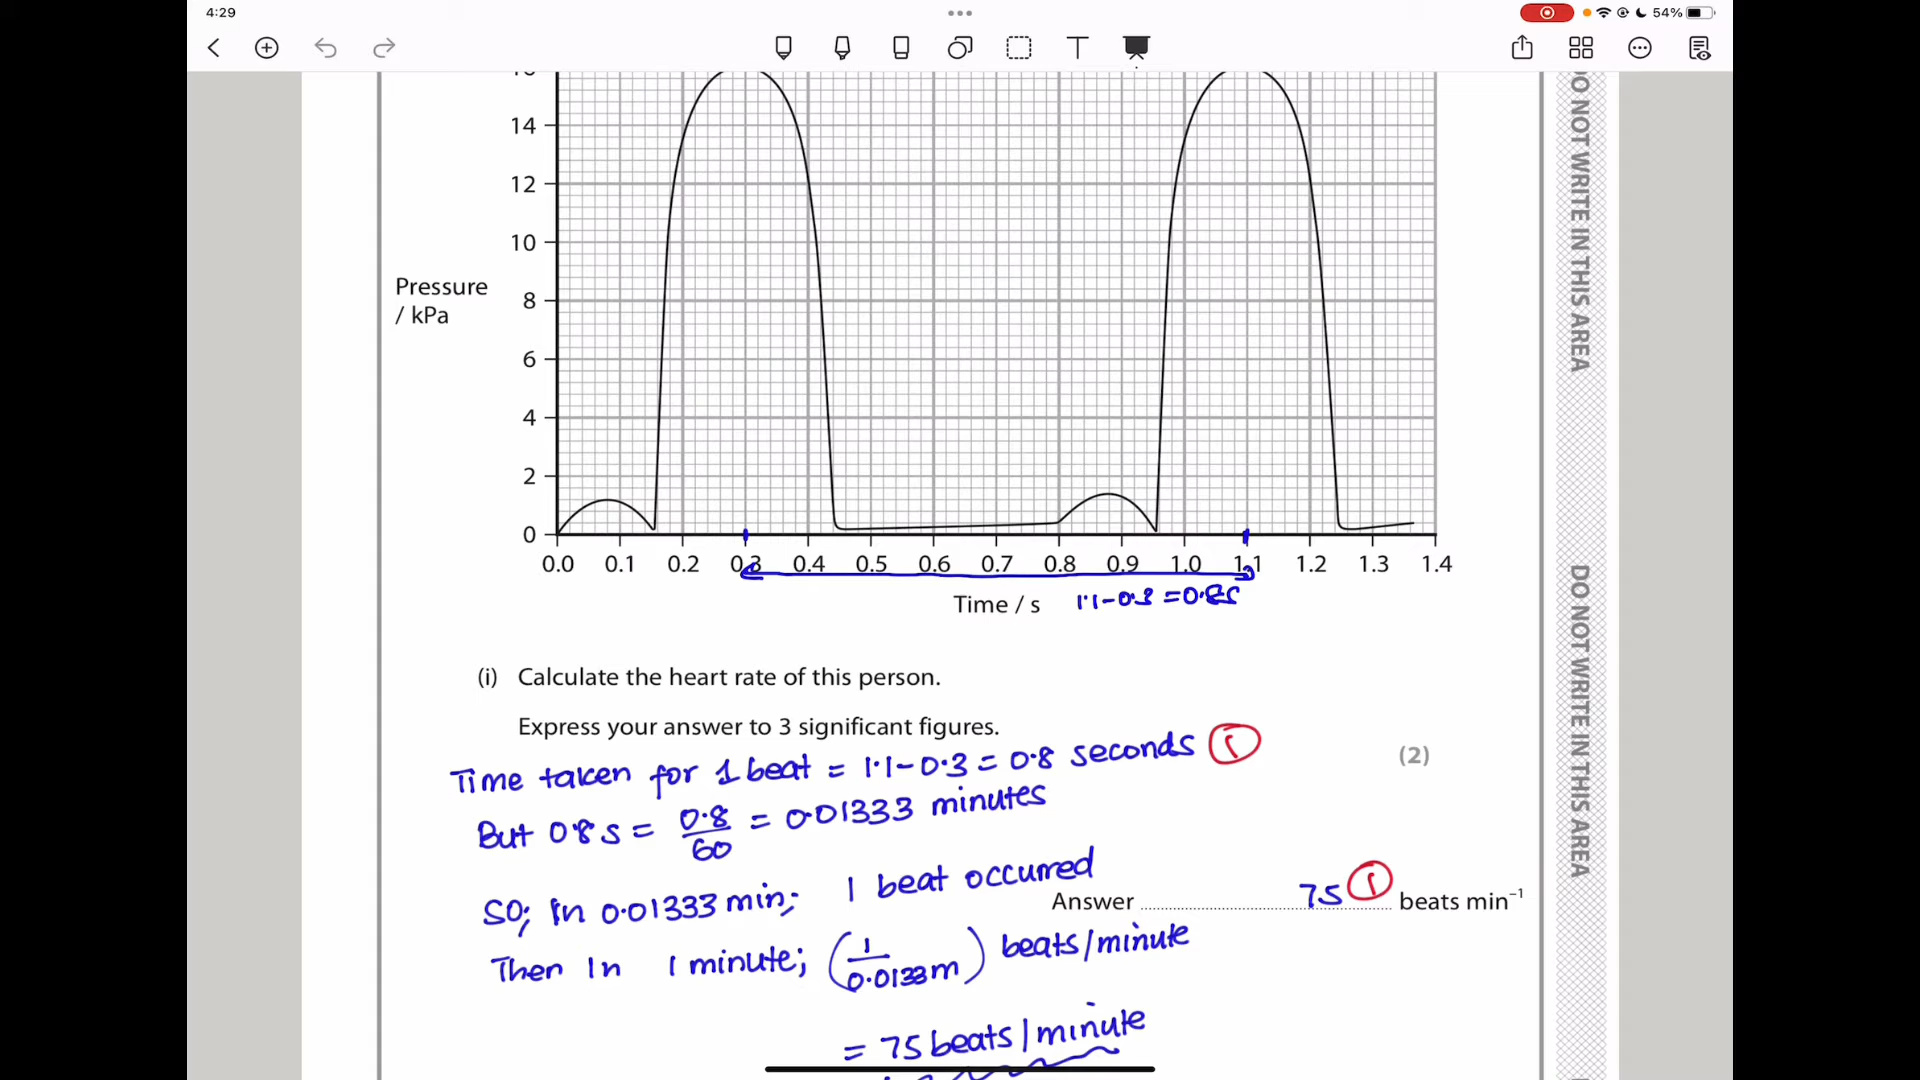 4:29
54%
14
12
10
8
6
4
2
0
Pressure
/ kPa
0.0 0.1 0.2 0.3 0.4 0.5 0.6 0.7 0.8 0.9 1.0 1.1 1.2 1.3 1.4
Time / s 1.1-0.3 = 0.8s
(i) Calculate the heart rate of this person.
Express your answer to 3 significant figures.
(2)
Time taken for 1 beat = 1.1-0.3 = 0.8 seconds 1
But 0.8 s = 0.8/60 = 0.01333 minutes
So; in 0.01333 min; 1 beat occurred
Answer 75 1 beats min⁻¹
Then In 1 minute; (1/0.0133m) beats/minute
= 75 beats/minute
DO NOT WRITE IN THIS AREA
DO NOT WRITE IN THIS AREA